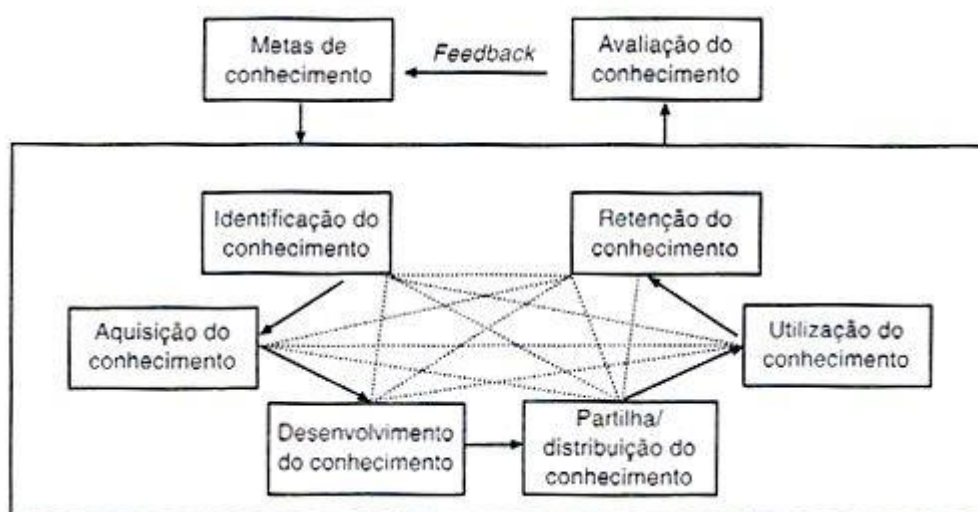 Metas de
conhecimento
Feedback
Avaliação do
conhecimento
Identificação do
conhecimento
Retenção do
conhecimento
Aquisição do
conhecimento
Utilização do
conhecimento
Desenvolvimento
do conhecimento
Partilha/
distribuição do
conhecimento